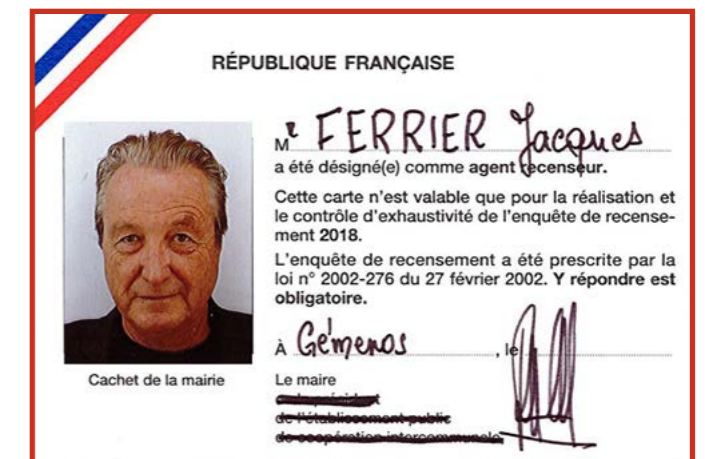 RÉPUBLIQUE FRANÇAISE
Mr FERRIER Jacques
a été désigné(e) comme agent recenseur.
Cette carte n'est valable que pour la réalisation et
le contrôle d'exhaustivité de l'enquête de recense-
ment 2018.
L'enquête de recensement a été prescrite par la
loi n° 2002-276 du 27 février 2002. Y répondre est
obligatoire.
À Gémenos, le
Cachet de la mairie
Le maire
ou le président
de l'établissement public
de coopération intercommunale